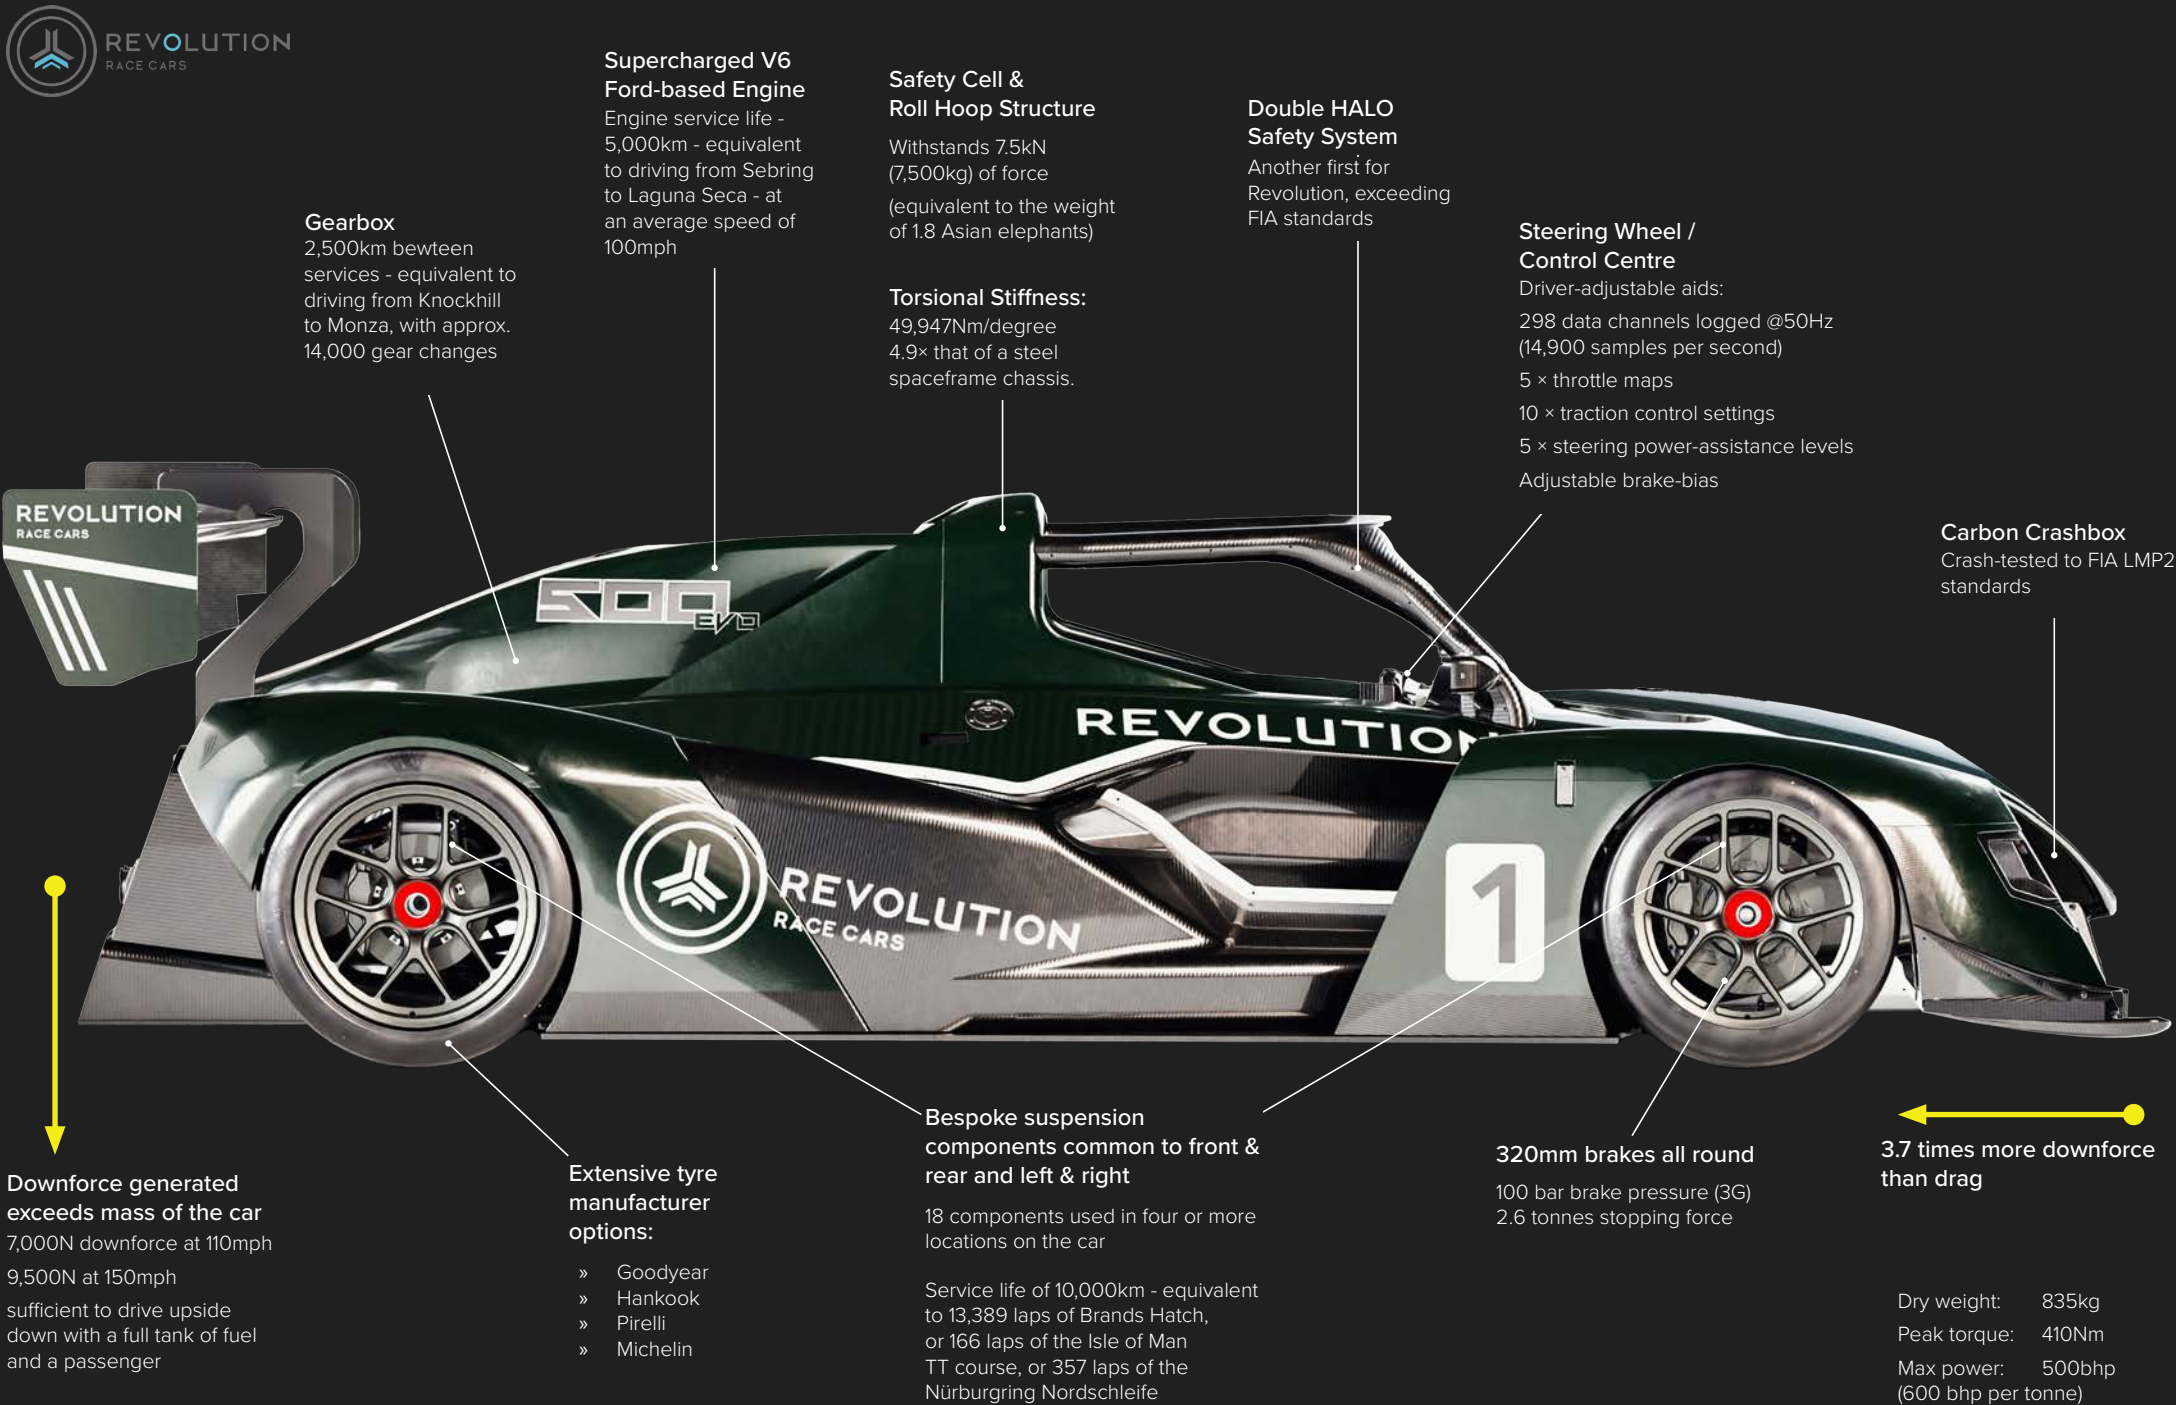 REVOLUTION
RACE CARS
Supercharged V6
Ford-based Engine
Engine service life -
5,000km - equivalent
to driving from Sebring
to Laguna Seca - at
an average speed of
100mph
Safety Cell &
Roll Hoop Structure
Withstands 7.5kN
(7,500kg) of force
(equivalent to the weight
of 1.8 Asian elephants)
Torsional Stiffness:
49,947Nm/degree
4.9× that of a steel
spaceframe chassis.
Double HALO
Safety System
Another first for
Revolution, exceeding
FIA standards
Gearbox
2,500km bewteen
services - equivalent to
driving from Knockhill
to Monza, with approx.
14,000 gear changes
Steering Wheel /
Control Centre
Driver-adjustable aids:
298 data channels logged @50Hz
(14,900 samples per second)
5 × throttle maps
10 × traction control settings
5 × steering power-assistance levels
Adjustable brake-bias
Carbon Crashbox
Crash-tested to FIA LMP2
standards
REVOLUTION
RACE CARS
500
EVO
REVOLUTION
REVOLUTION
RACE CARS
1
Downforce generated
exceeds mass of the car
7,000N downforce at 110mph
9,500N at 150mph
sufficient to drive upside
down with a full tank of fuel
and a passenger
Extensive tyre
manufacturer
options:
» Goodyear
» Hankook
» Pirelli
» Michelin
Bespoke suspension
components common to front &
rear and left & right
18 components used in four or more
locations on the car
Service life of 10,000km - equivalent
to 13,389 laps of Brands Hatch,
or 166 laps of the Isle of Man
TT course, or 357 laps of the
Nürburgring Nordschleife
320mm brakes all round
100 bar brake pressure (3G)
2.6 tonnes stopping force
3.7 times more downforce
than drag
Dry weight: 835kg
Peak torque: 410Nm
Max power: 500bhp
(600 bhp per tonne)